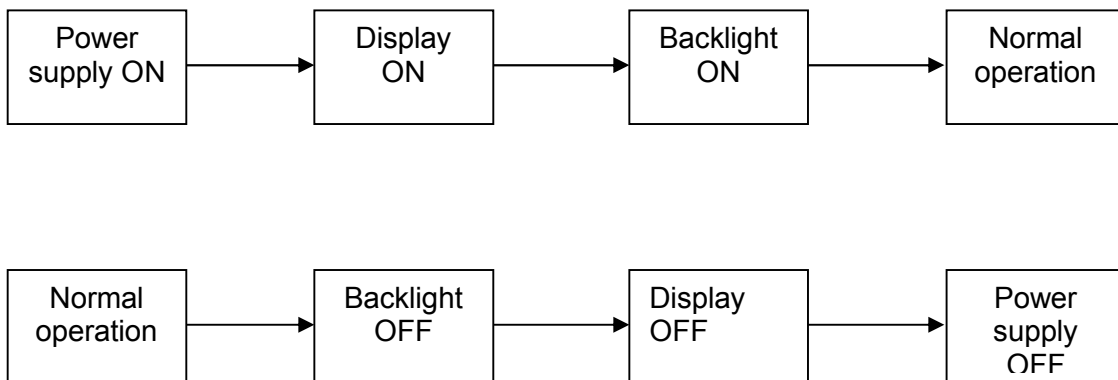 Power
supply ON
Display
ON
Backlight
ON
Normal
operation
Normal
operation
Backlight
OFF
Display
OFF
Power
supply
OFF